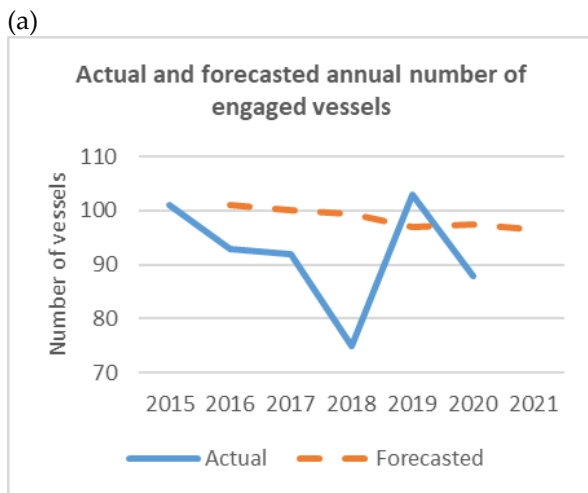 (a)
Actual and forecasted annual number of
engaged vessels
Number of vessels
110
100
90
80
70
2015 2016 2017 2018 2019 2020 2021
Actual Forecasted